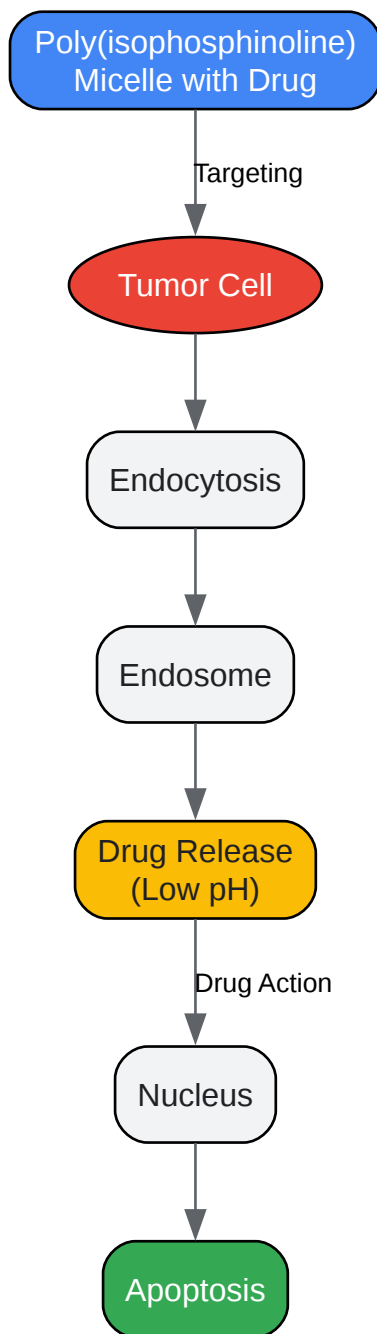 Poly(isophosphinoline)
Micelle with Drug
Targeting
Tumor Cell
Endocytosis
Endosome
Drug Release
(Low pH)
Drug Action
Nucleus
Apoptosis